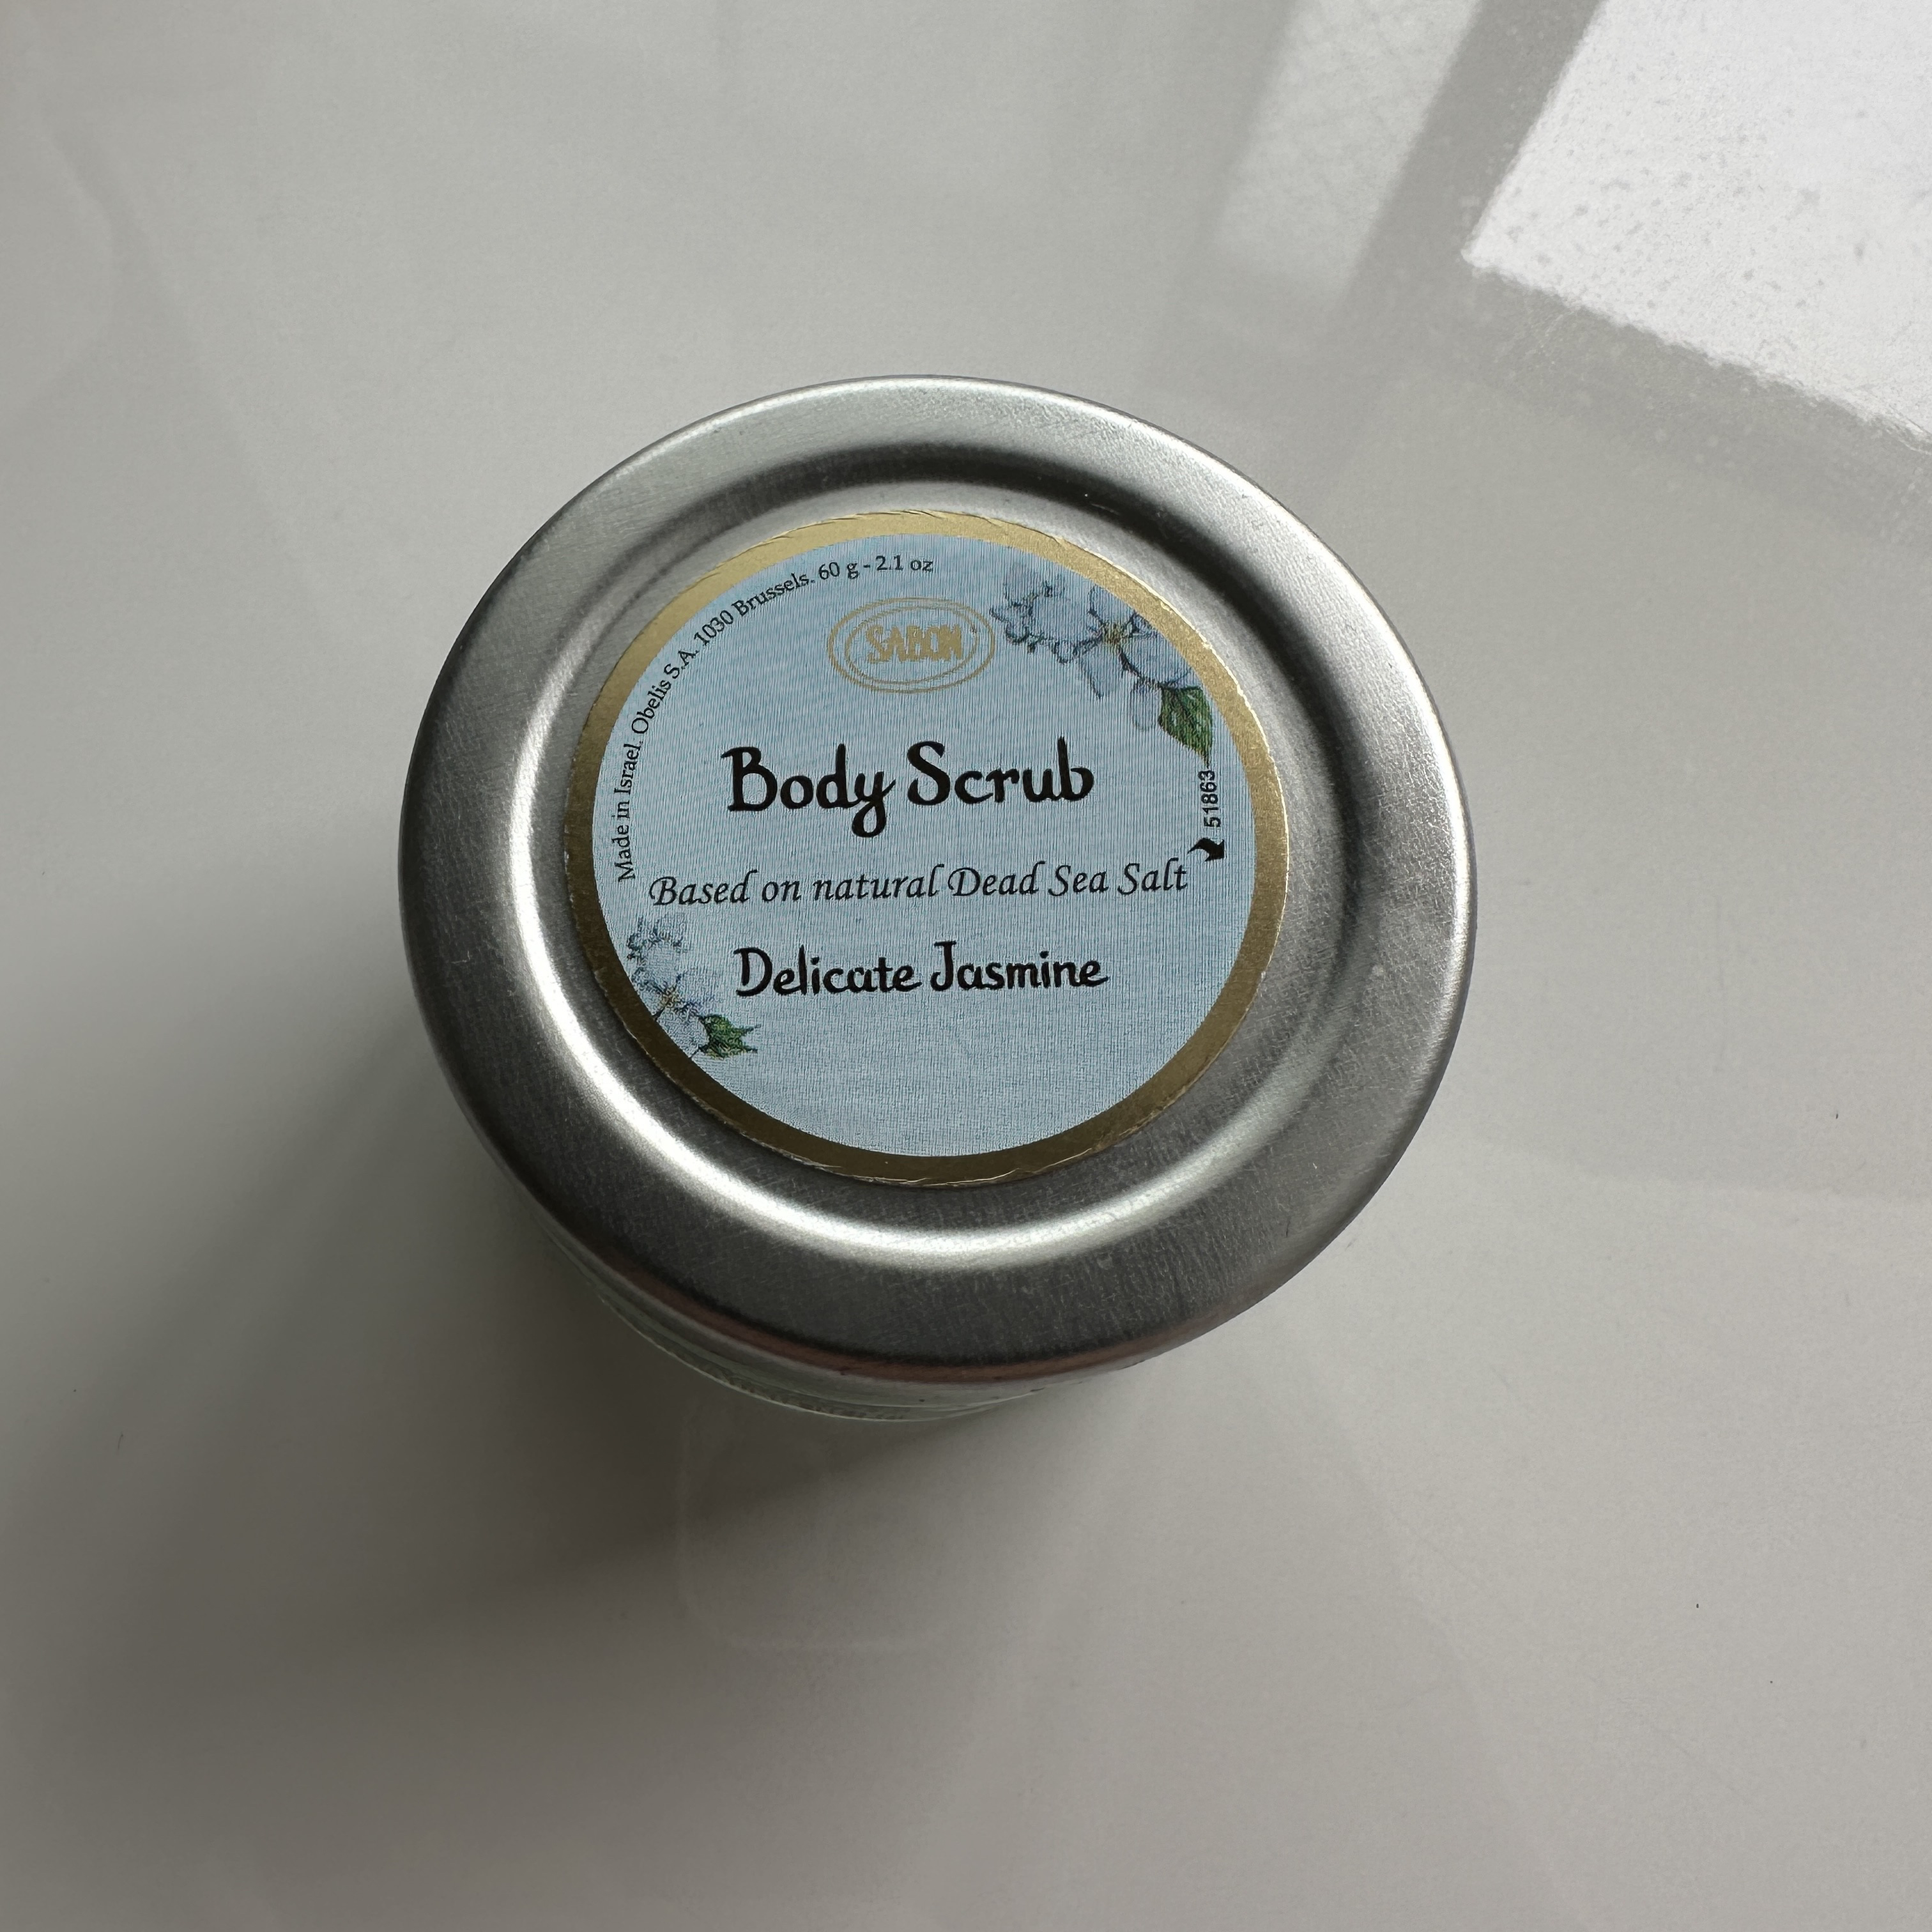 Made in Israel. Obelis S.A. 1030 Brussels. 60 g - 2.1 oz
SABON
Body Scrub
51863
Based on natural Dead Sea Salt
Delicate Jasmine